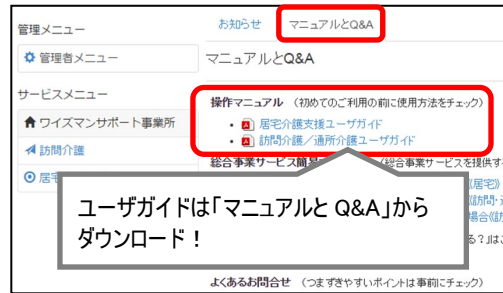 管理メニュー
お知らせ
マニュアルとQ&A
管理者メニュー
マニュアルとQ&A
サービスメニュー
操作マニュアル （初めてのご利用の前に使用方法をチェック）
ワイズマンサポート事業所
居宅介護支援ユーザガイド
訪問介護／通所介護ユーザガイド
訪問介護
総合事業サービス簡易
（総合事業サービスを提供す
居宅
ユーザガイドは「マニュアルと Q&A」から
ダウンロード！
よくあるお問合せ （つまずきやすいポイントは事前にチェック）